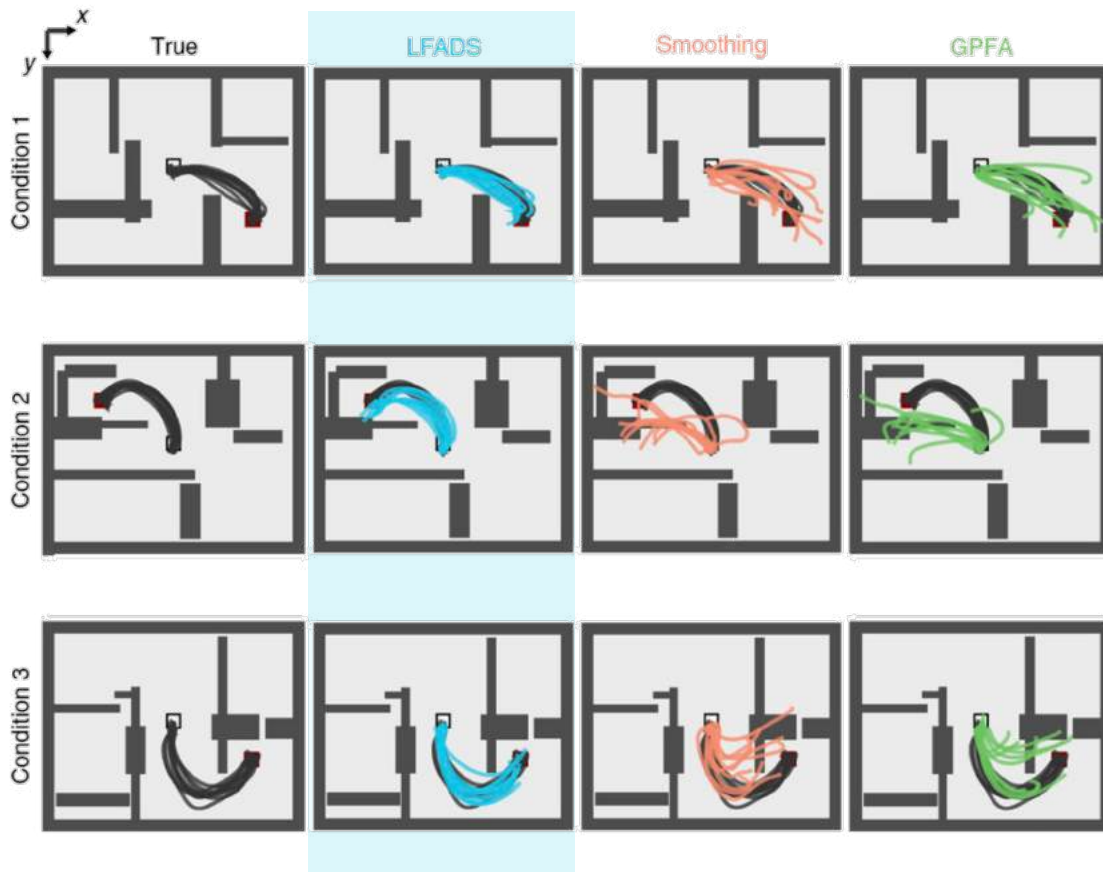 x
y
True LFADS Smoothing GPFA
Condition 1
Condition 2
Condition 3